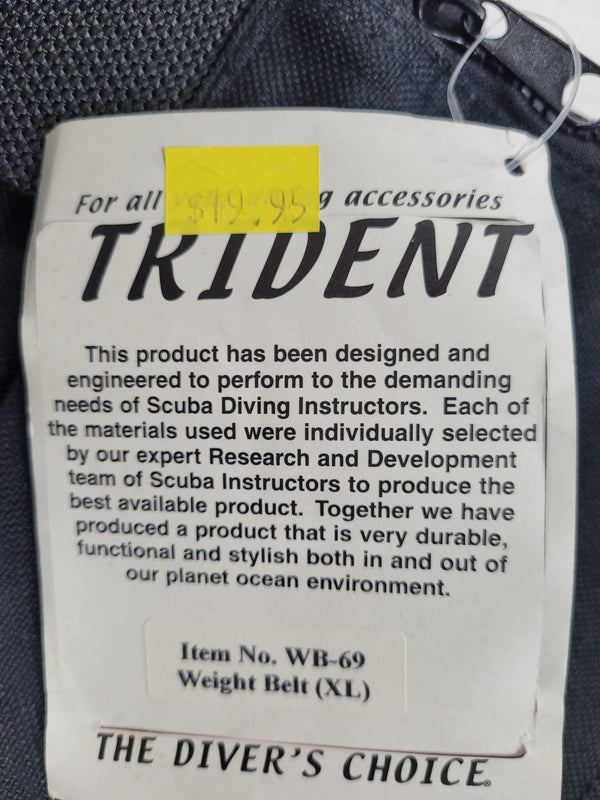 For all g accessories
$49.95
TRIDENT
This product has been designed and
engineered to perform to the demanding
needs of Scuba Diving Instructors. Each of
the materials used were individually selected
by our expert Research and Development
team of Scuba Instructors to produce the
best available product. Together we have
produced a product that is very durable,
functional and stylish both in and out of
our planet ocean environment.
Item No. WB-69
Weight Belt (XL)
THE DIVER'S CHOICE®